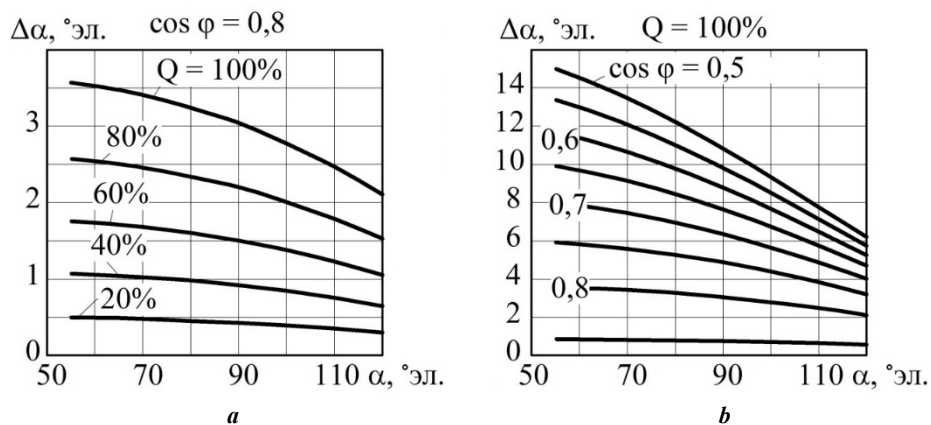 Δα, °эл. cos φ = 0,8
Q = 100%
3
80%
2
60%
40%
1
20%
0
50 70 90 110 α, °эл.
a
Δα, °эл. Q = 100%
14
cos φ = 0,5
12
0,6
10
8
0,7
6
4
0,8
2
0
50 70 90 110 α, °эл.
b